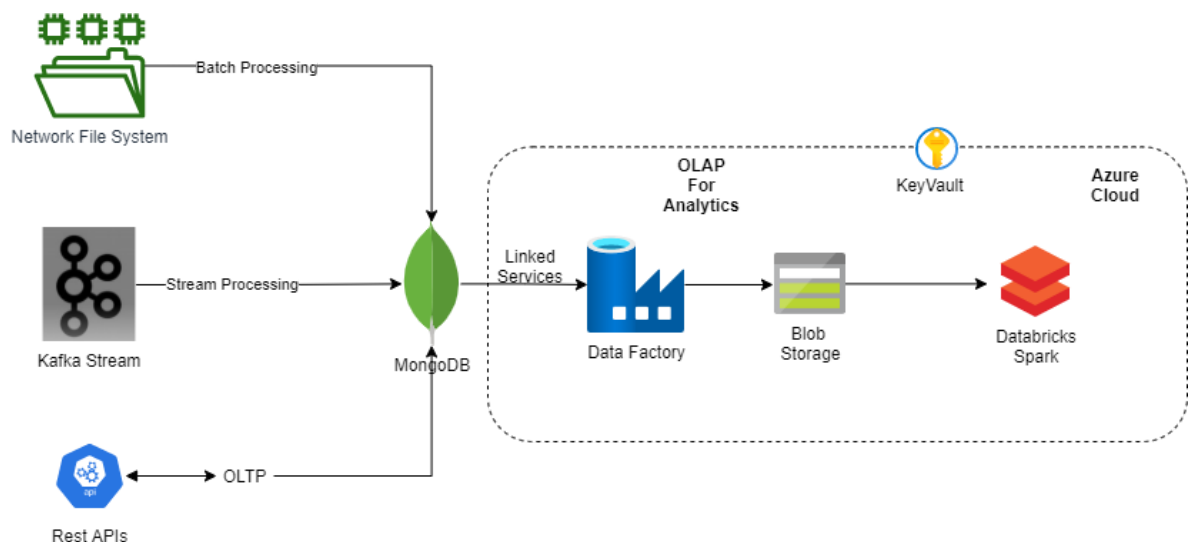 Batch Processing
Network File System
OLAP
For
Analytics
KeyVault
Azure
Cloud
Stream Processing
Linked
Services
Kafka Stream
MongoDB
Data Factory
Blob
Storage
Databricks
Spark
OLTP
api
Rest APIs